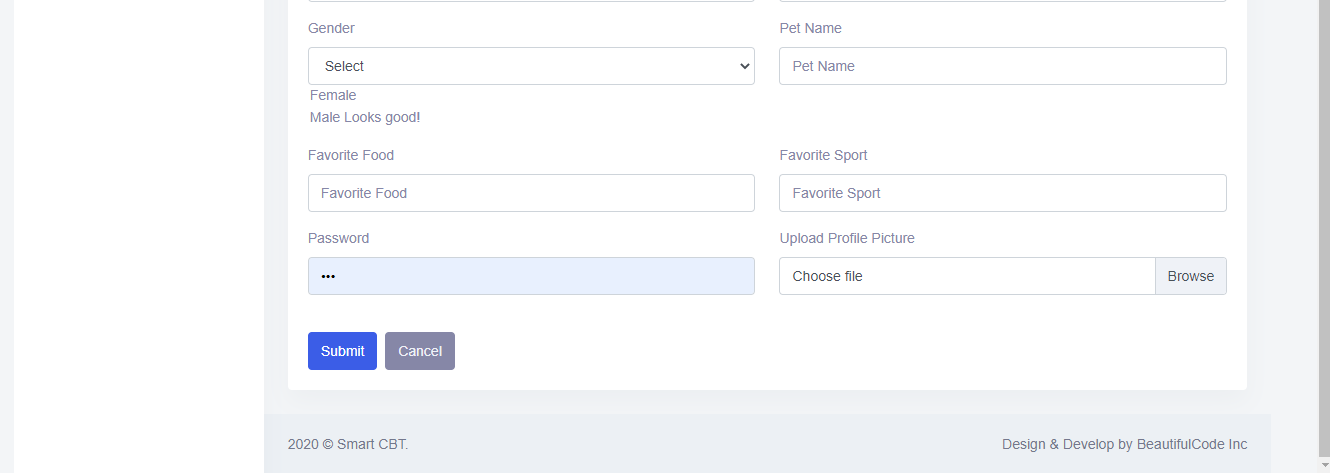 Gender Pet Name
Select Pet Name
Female
Male Looks good!
Favorite Food Favorite Sport
Favorite Food Favorite Sport
Password Upload Profile Picture
••• Choose file Browse
Submit Cancel
2020 © Smart CBT. Design & Develop by BeautifulCode Inc